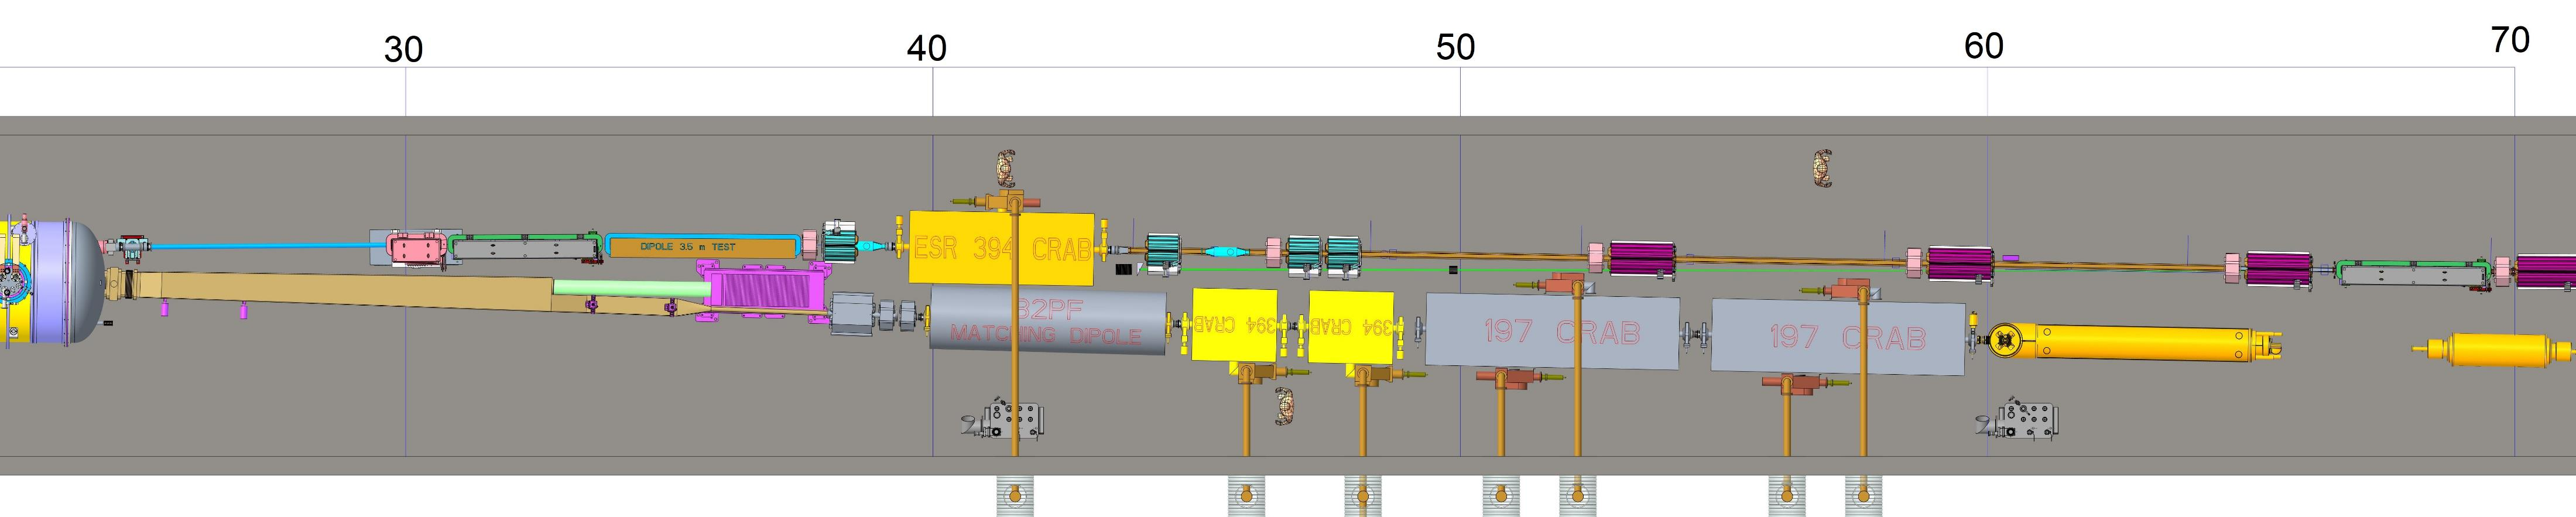 30 40 50 60 70
DIPOLE 3.5 m TEST
ESR 394 CRAB
B2PF
MATCHING DIPOLE
394 CRAB
394 CRAB
197 CRAB
197 CRAB